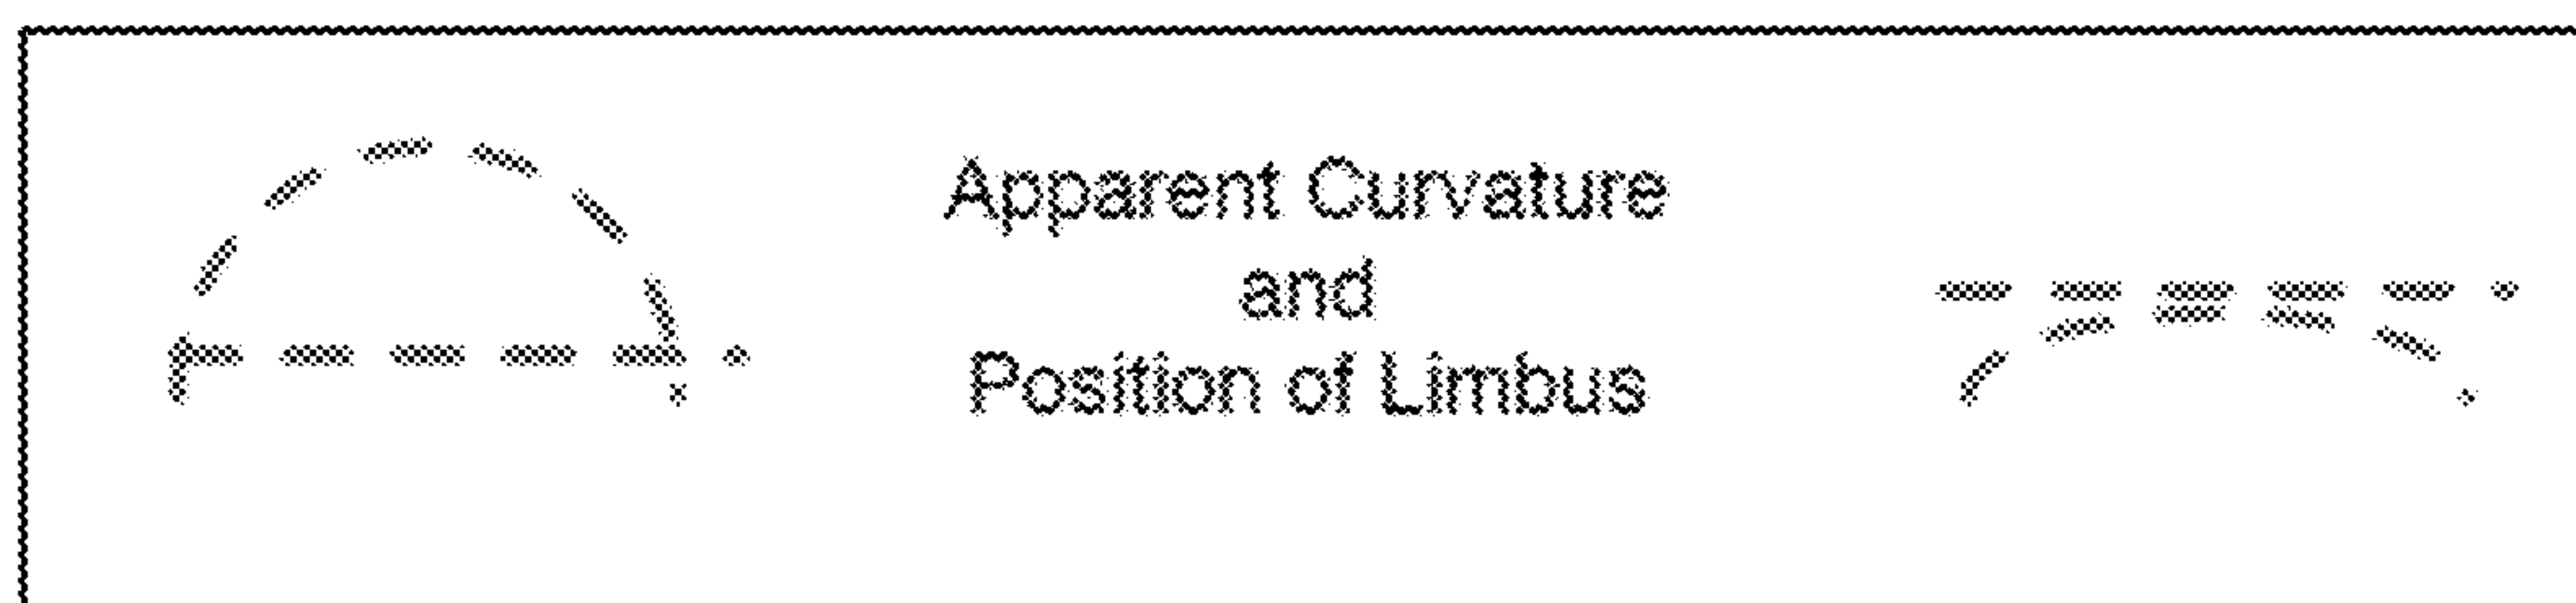 Apparent Curvature
and
Position of Limbus